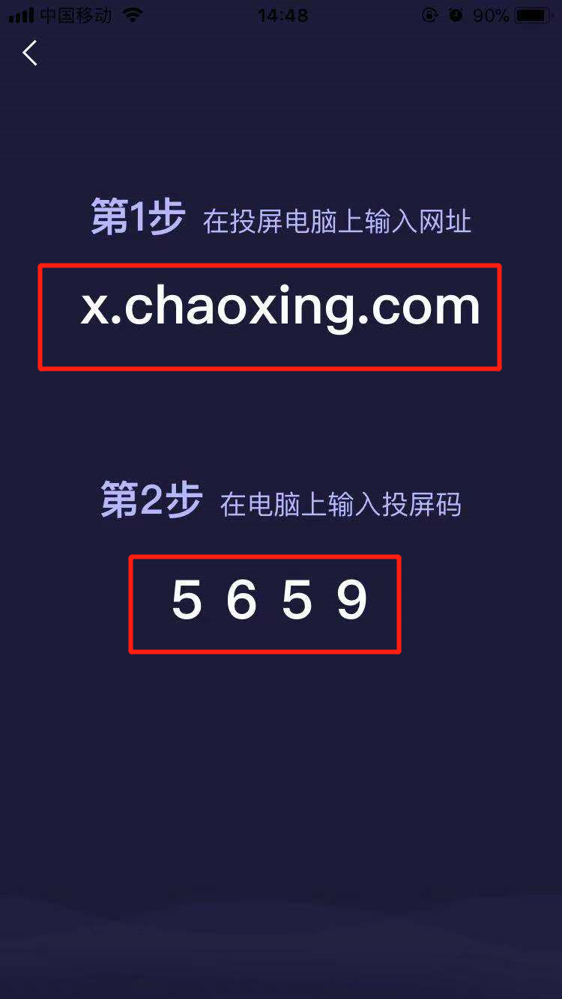 中国移动 14:48 90%
第1步 在投屏电脑上输入网址
x.chaoxing.com
第2步 在电脑上输入投屏码
5 6 5 9